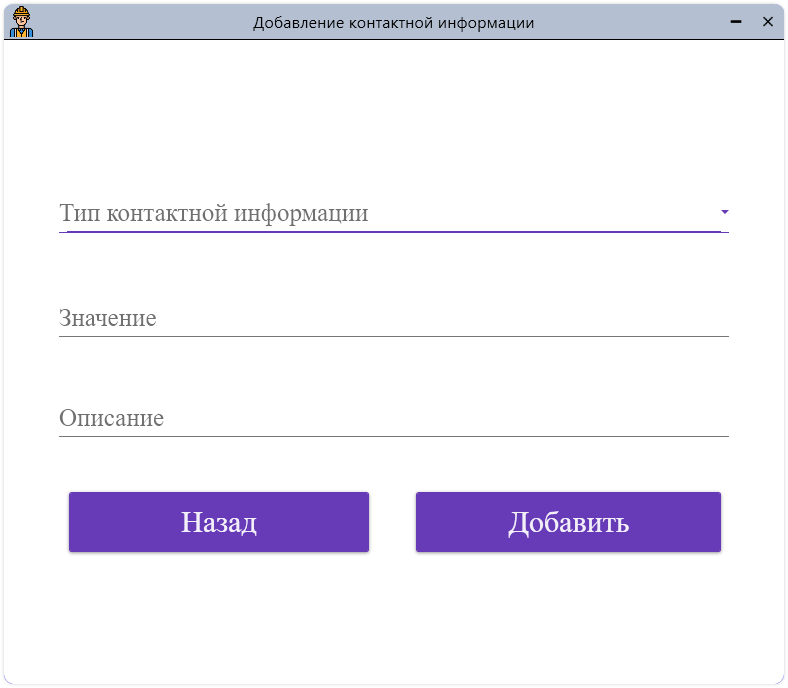 Добавление контактной информации
Тип контактной информации
Значение
Описание
Назад
Добавить